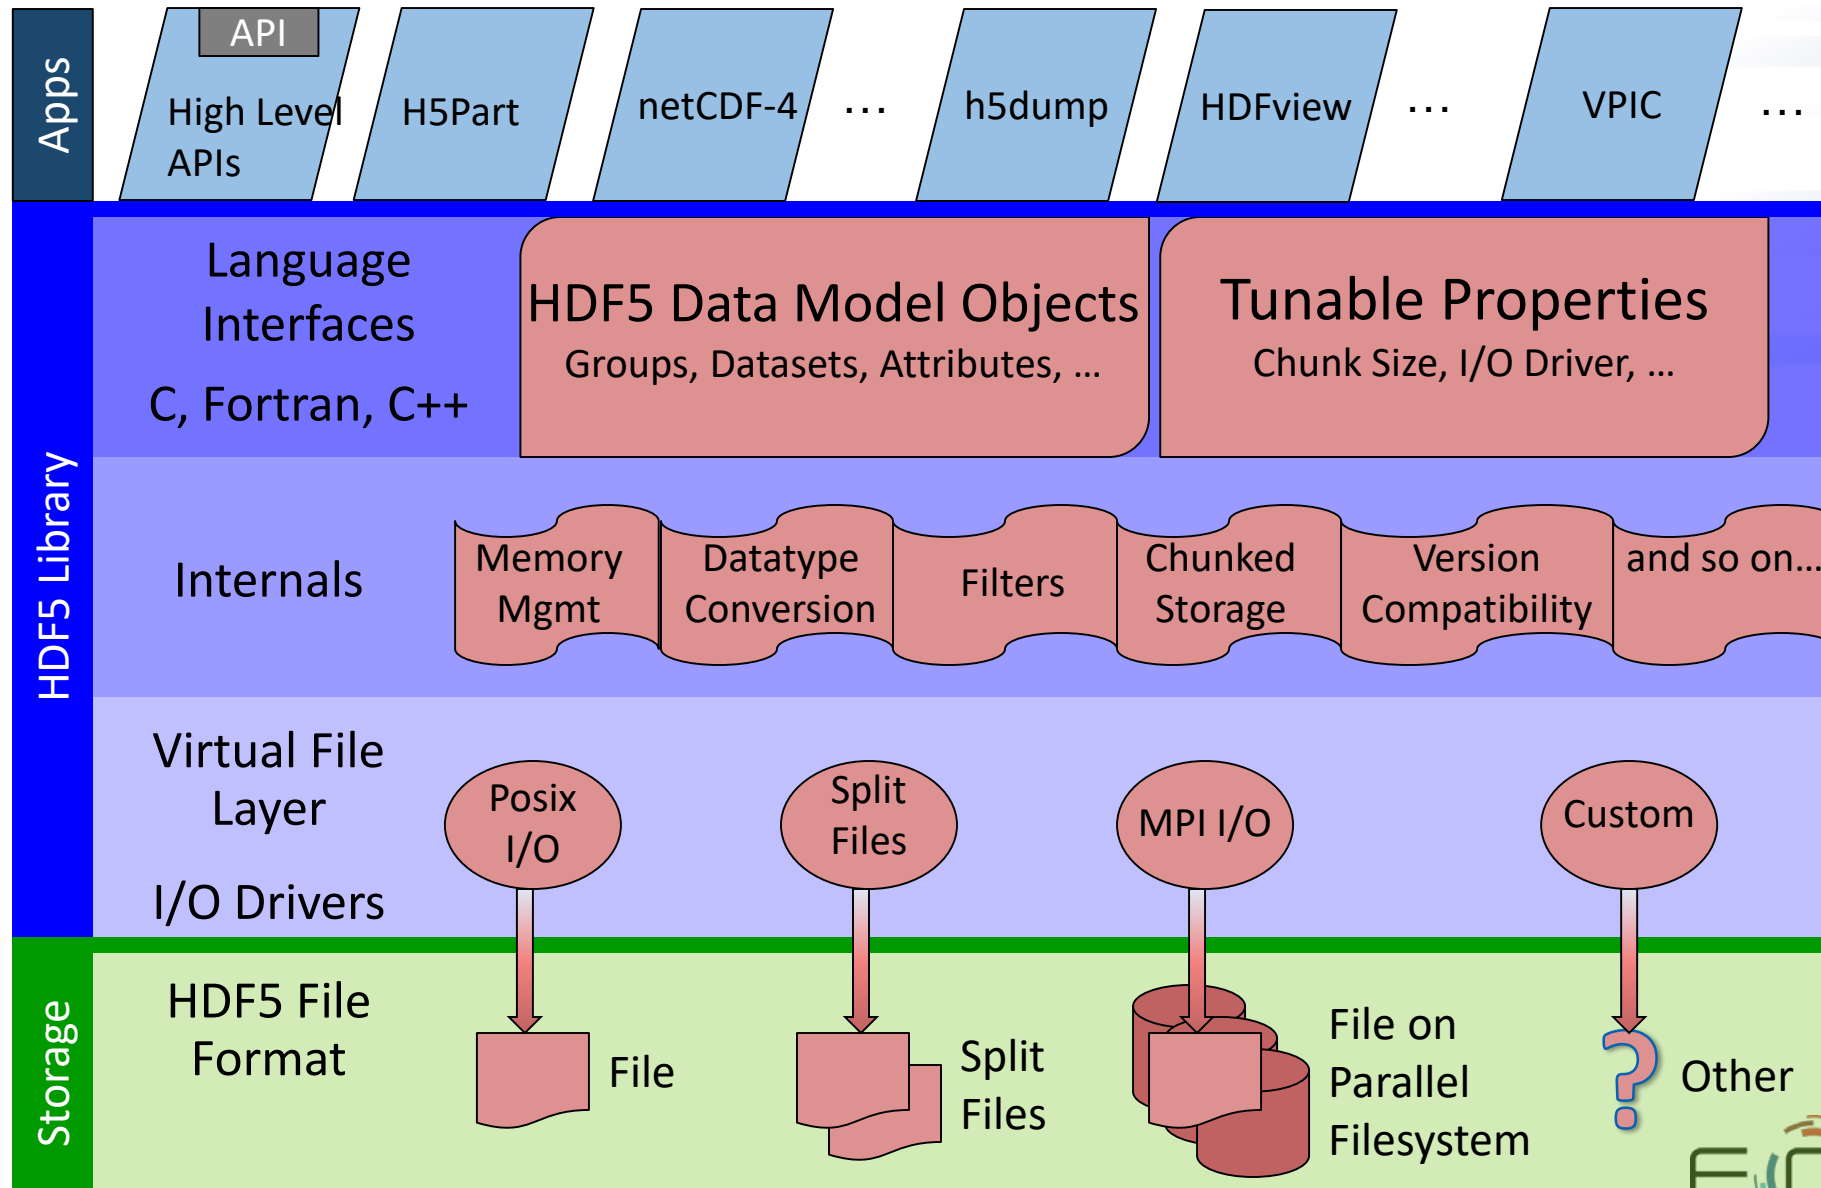 Apps
API
High Level
APIs
H5Part
netCDF-4
...
h5dump
HDFview
...
VPIC
...
HDF5 Library
Language
Interfaces
C, Fortran, C++
HDF5 Data Model Objects
Groups, Datasets, Attributes, …
Tunable Properties
Chunk Size, I/O Driver, …
Internals
Memory
Mgmt
Datatype
Conversion
Filters
Chunked
Storage
Version
Compatibility
and so on…
Virtual File
Layer
I/O Drivers
Posix
I/O
Split
Files
MPI I/O
Custom
Storage
HDF5 File
Format
File
Split
Files
File on
Parallel
Filesystem
?
Other